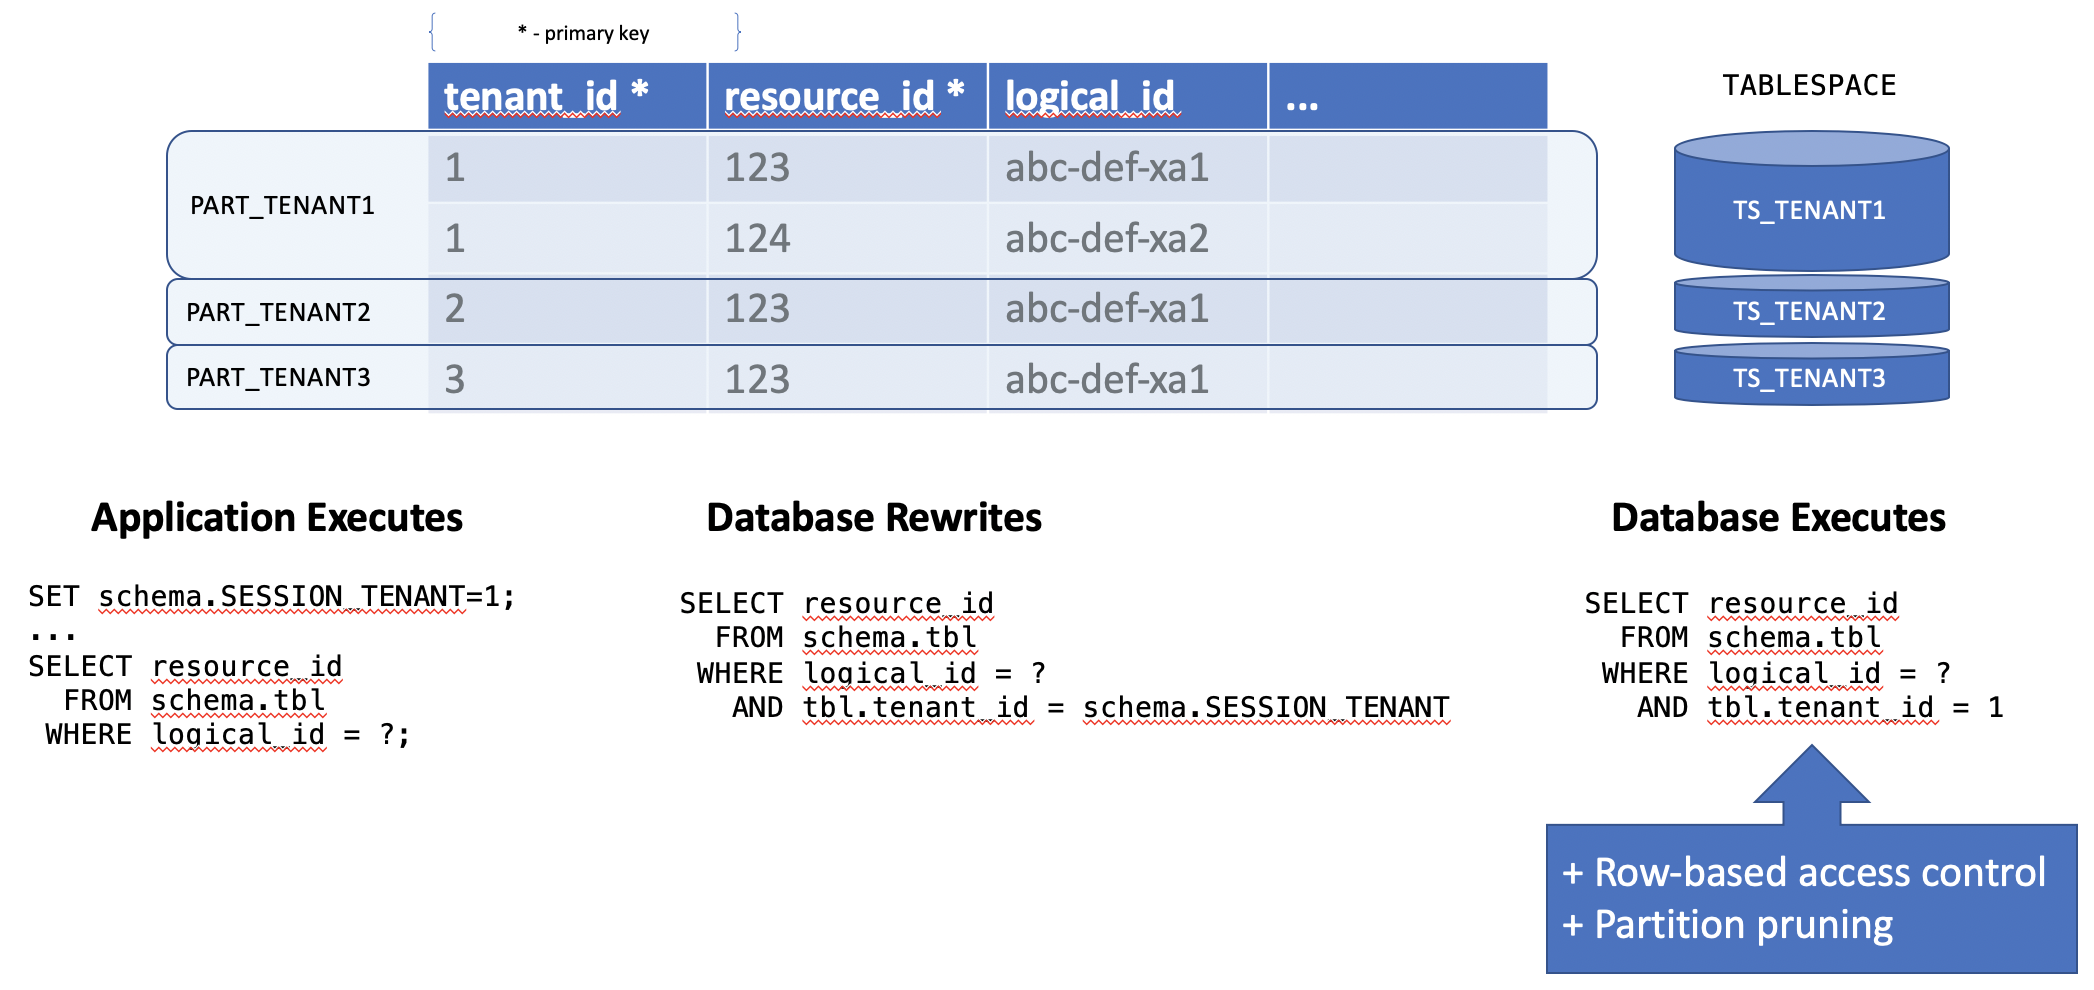 * - primary key
tenant_id * resource_id * logical_id ...
TABLESPACE
PART_TENANT1
1 123 abc-def-xa1
1 124 abc-def-xa2
TS_TENANT1
PART_TENANT2 2 123 abc-def-xa1 TS_TENANT2
PART_TENANT3 3 123 abc-def-xa1 TS_TENANT3
Application Executes
SET schema.SESSION_TENANT=1;
...
SELECT resource_id
FROM schema.tbl
WHERE logical_id = ?;
Database Rewrites
SELECT resource_id
FROM schema.tbl
WHERE logical_id = ?
AND tbl.tenant_id = schema.SESSION_TENANT
Database Executes
SELECT resource_id
FROM schema.tbl
WHERE logical_id = ?
AND tbl.tenant_id = 1
+ Row-based access control
+ Partition pruning